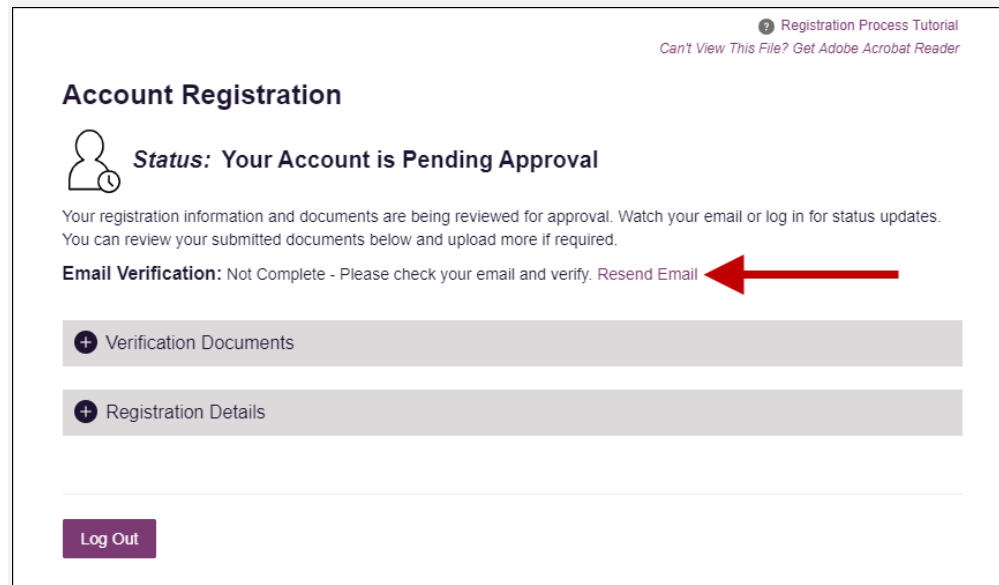 Registration Process Tutorial
Can't View This File? Get Adobe Acrobat Reader
Account Registration
Status: Your Account is Pending Approval
Your registration information and documents are being reviewed for approval. Watch your email or log in for status updates.
You can review your submitted documents below and upload more if required.
Email Verification: Not Complete - Please check your email and verify. Resend Email
Verification Documents
Registration Details
Log Out